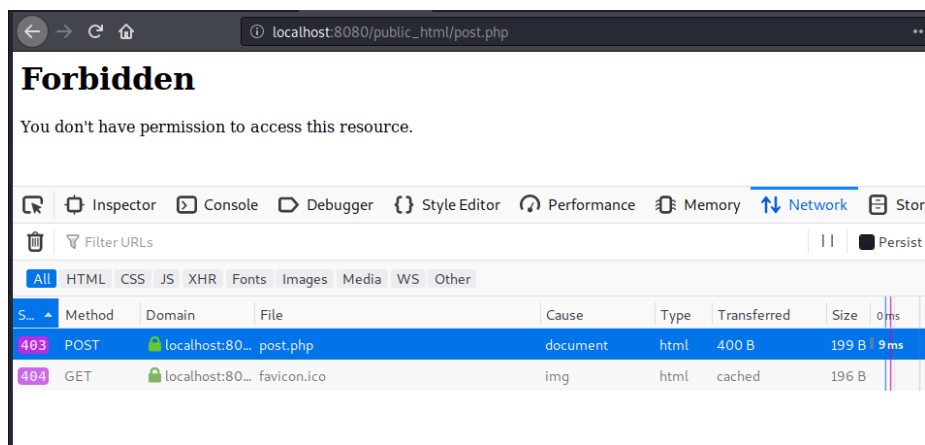 localhost:8080/public_html/post.php
Forbidden
You don't have permission to access this resource.
Inspector Console Debugger {} Style Editor Performance Memory Network Stor
Filter URLs Persist
All HTML CSS JS XHR Fonts Images Media WS Other
S... Method Domain File Cause Type Transferred Size 0 ms
403 POST localhost:80... post.php document html 400 B 199 B 9 ms
404 GET localhost:80... favicon.ico img html cached 196 B